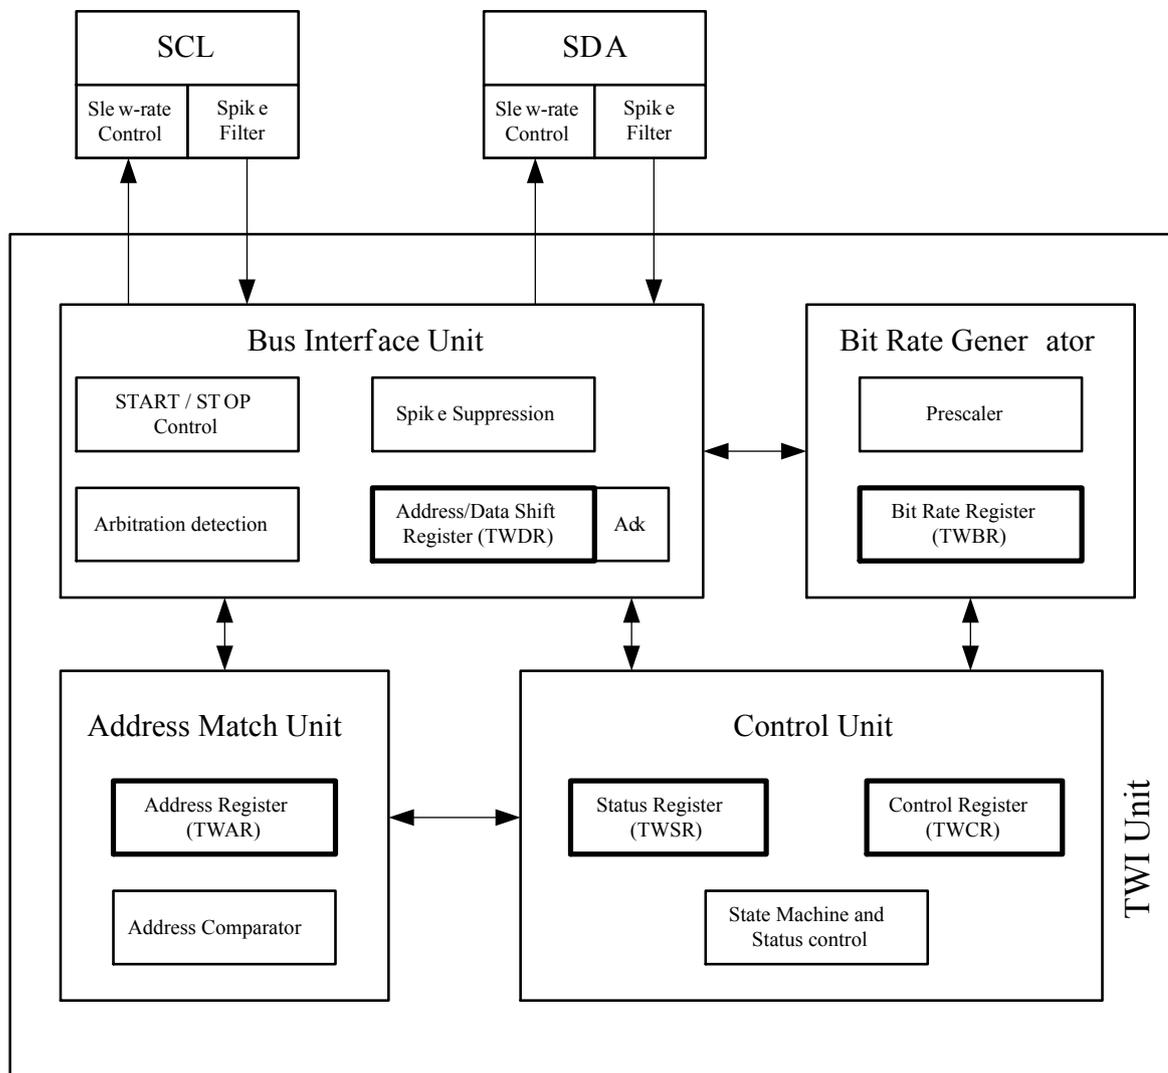 SCL
SDA
Slew-rate
Control
Spike
Filter
Slew-rate
Control
Spike
Filter
Bus Interface Unit
START / STOP
Control
Spike Suppression
Arbitration detection
Address/Data Shift
Register (TWDR)
Ack
Bit Rate Generator
Prescaler
Bit Rate Register
(TWBR)
Address Match Unit
Address Register
(TWAR)
Address Comparator
Control Unit
Status Register
(TWSR)
Control Register
(TWCR)
State Machine and
Status control
TWI Unit